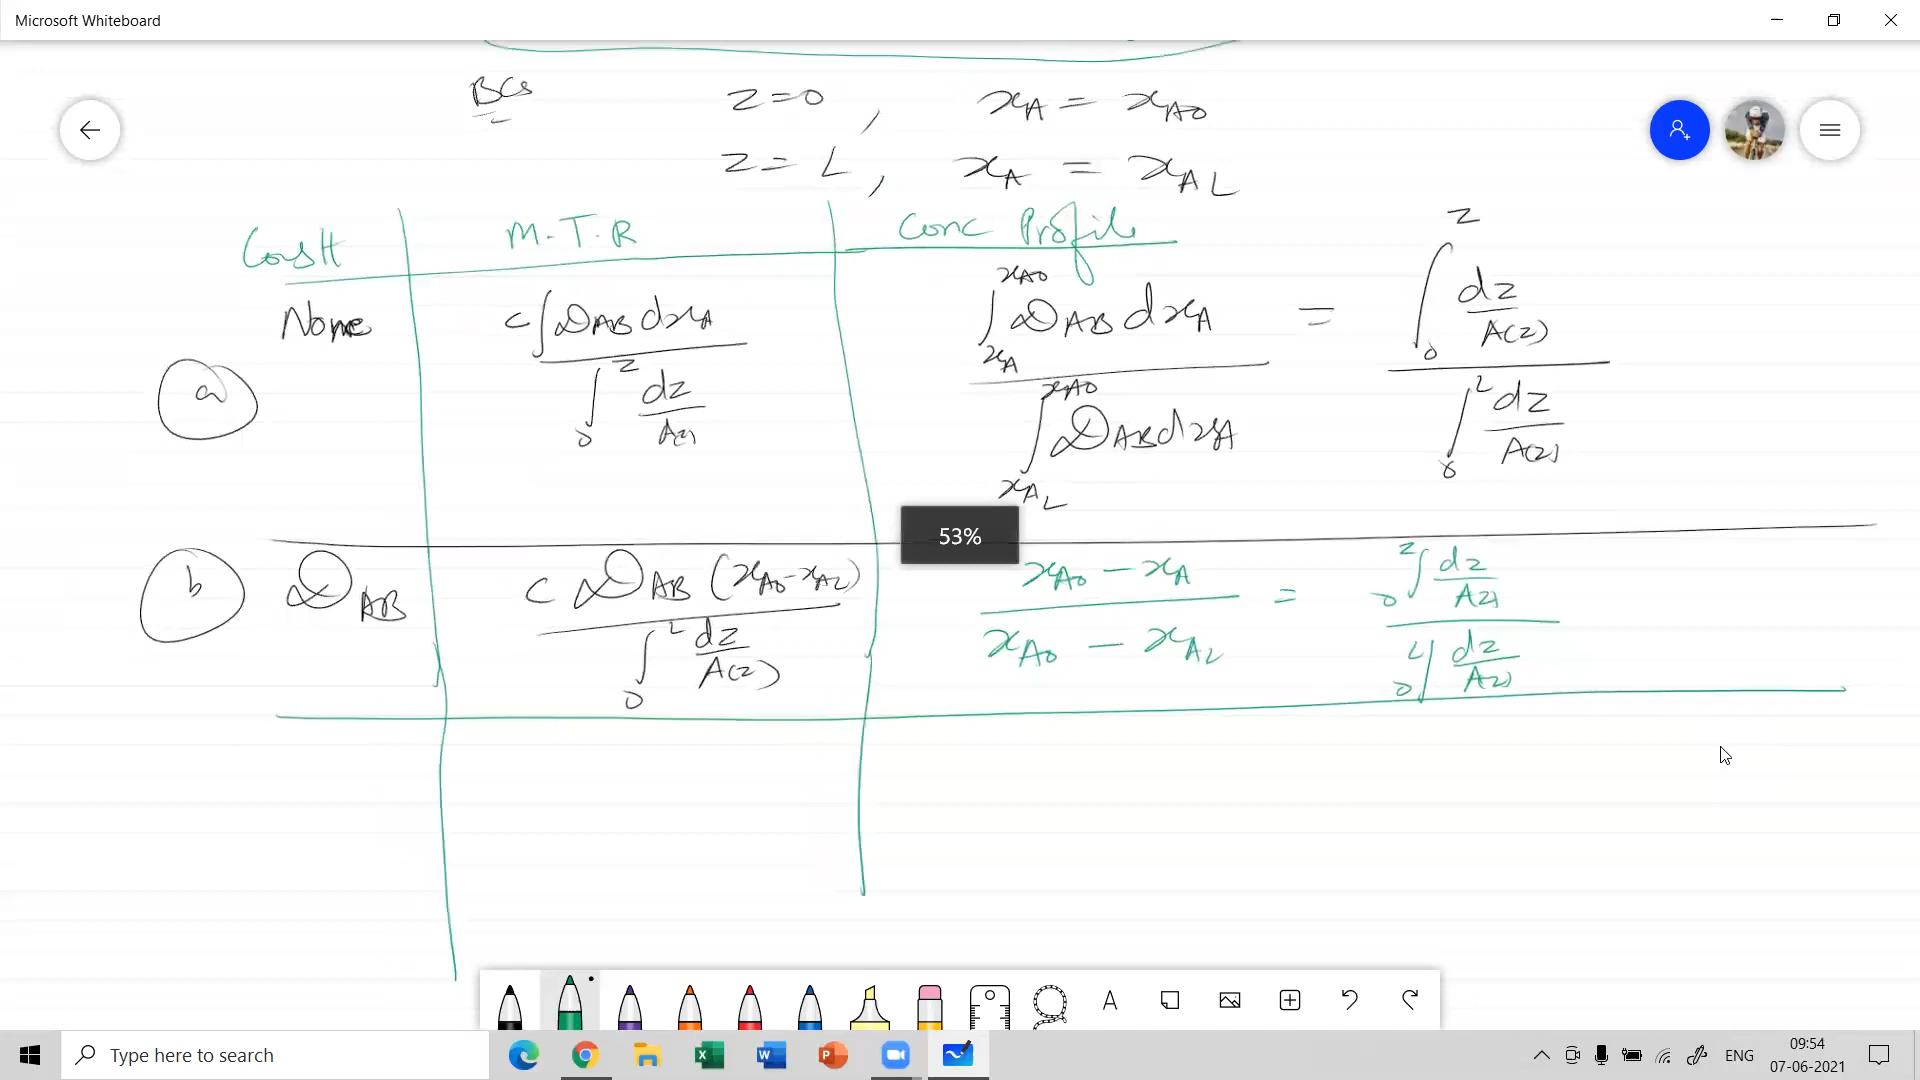 Microsoft Whiteboard
BCs z=0 , x_A = x_A0
z= L , x_A = x_AL
Const M.T.R Conc Profile
(a) None c∫ D_AB dx_A / ∫_0^z dz/A(z) ∫_{x_A}^{x_A0} D_AB dx_A / ∫_{x_AL}^{x_A0} D_AB dx_A = ∫_0^z dz/A(z) / ∫_0^L dz/A(z)
53%
(b) D_AB c D_AB (x_A0 - x_AL) / ∫_0^L dz/A(z) x_A0 - x_A / x_A0 - x_AL = ∫_0^z dz/A(z) / ∫_0^L dz/A(z)
Type here to search
ENG
09:54
07-06-2021